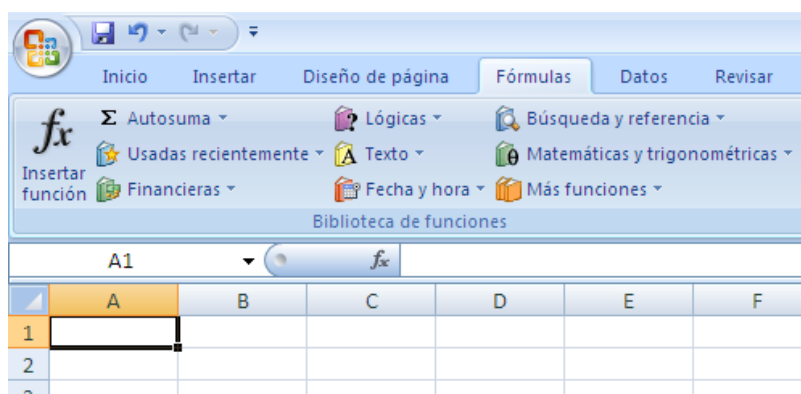 Inicio Insertar Diseño de página Fórmulas Datos Revisar
fx Σ Autosuma Lógicas Búsqueda y referencia
Usadas recientemente A Texto θ Matemáticas y trigonométricas
Insertar
función Financieras Fecha y hora Más funciones
Biblioteca de funciones
A1 fx
A B C D E F
1
2